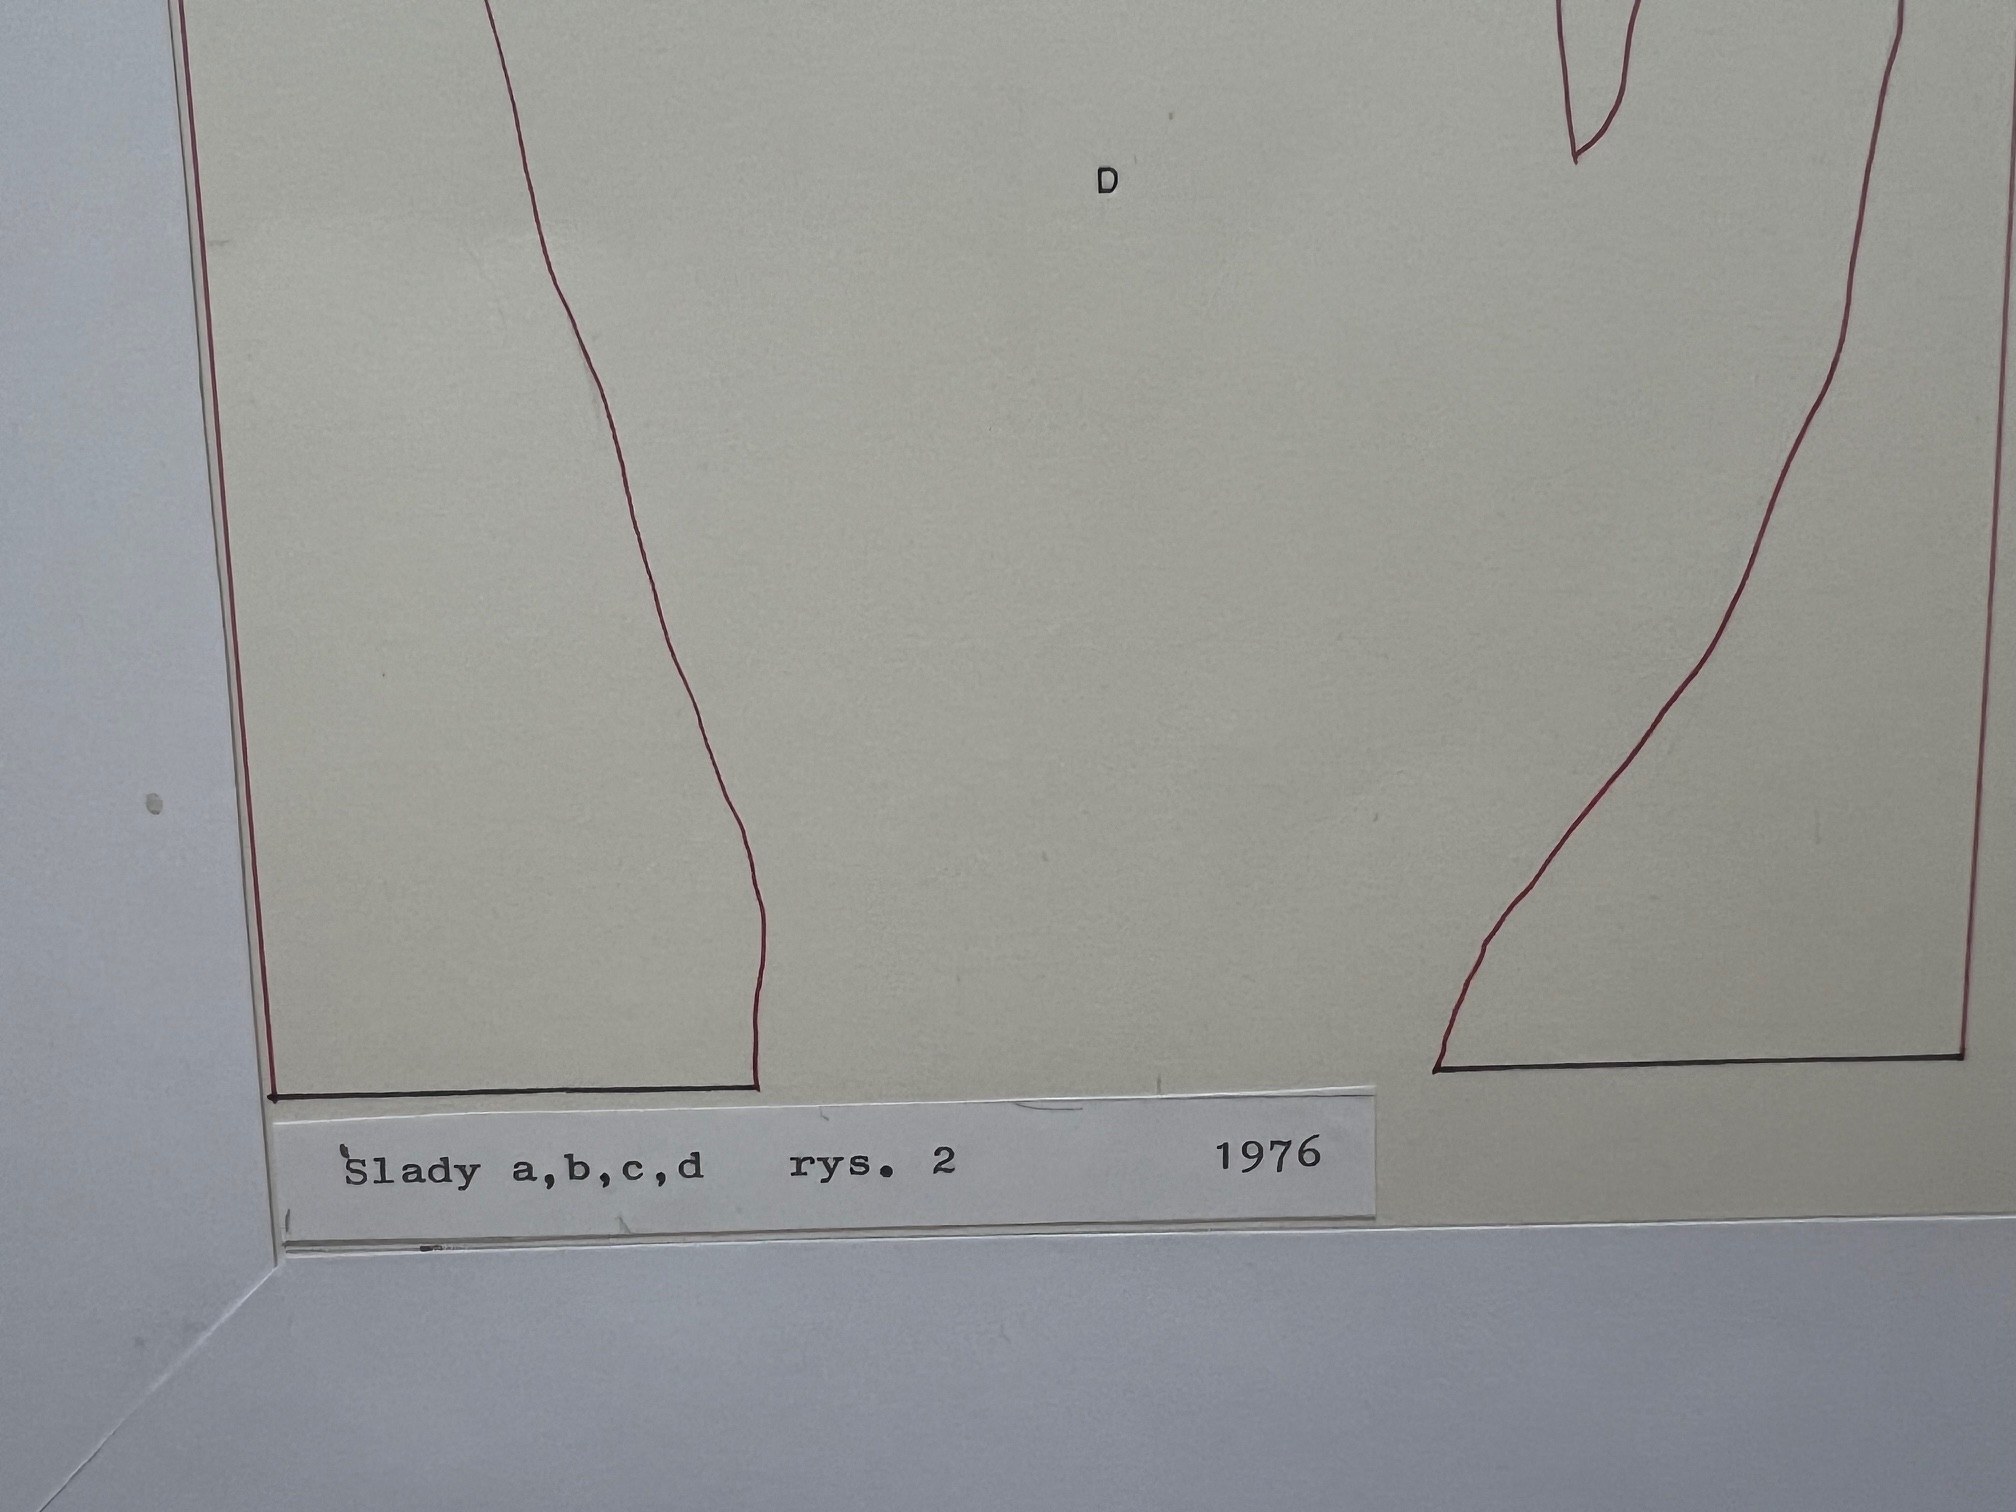 D
Ślady a,b,c,d rys. 2 1976